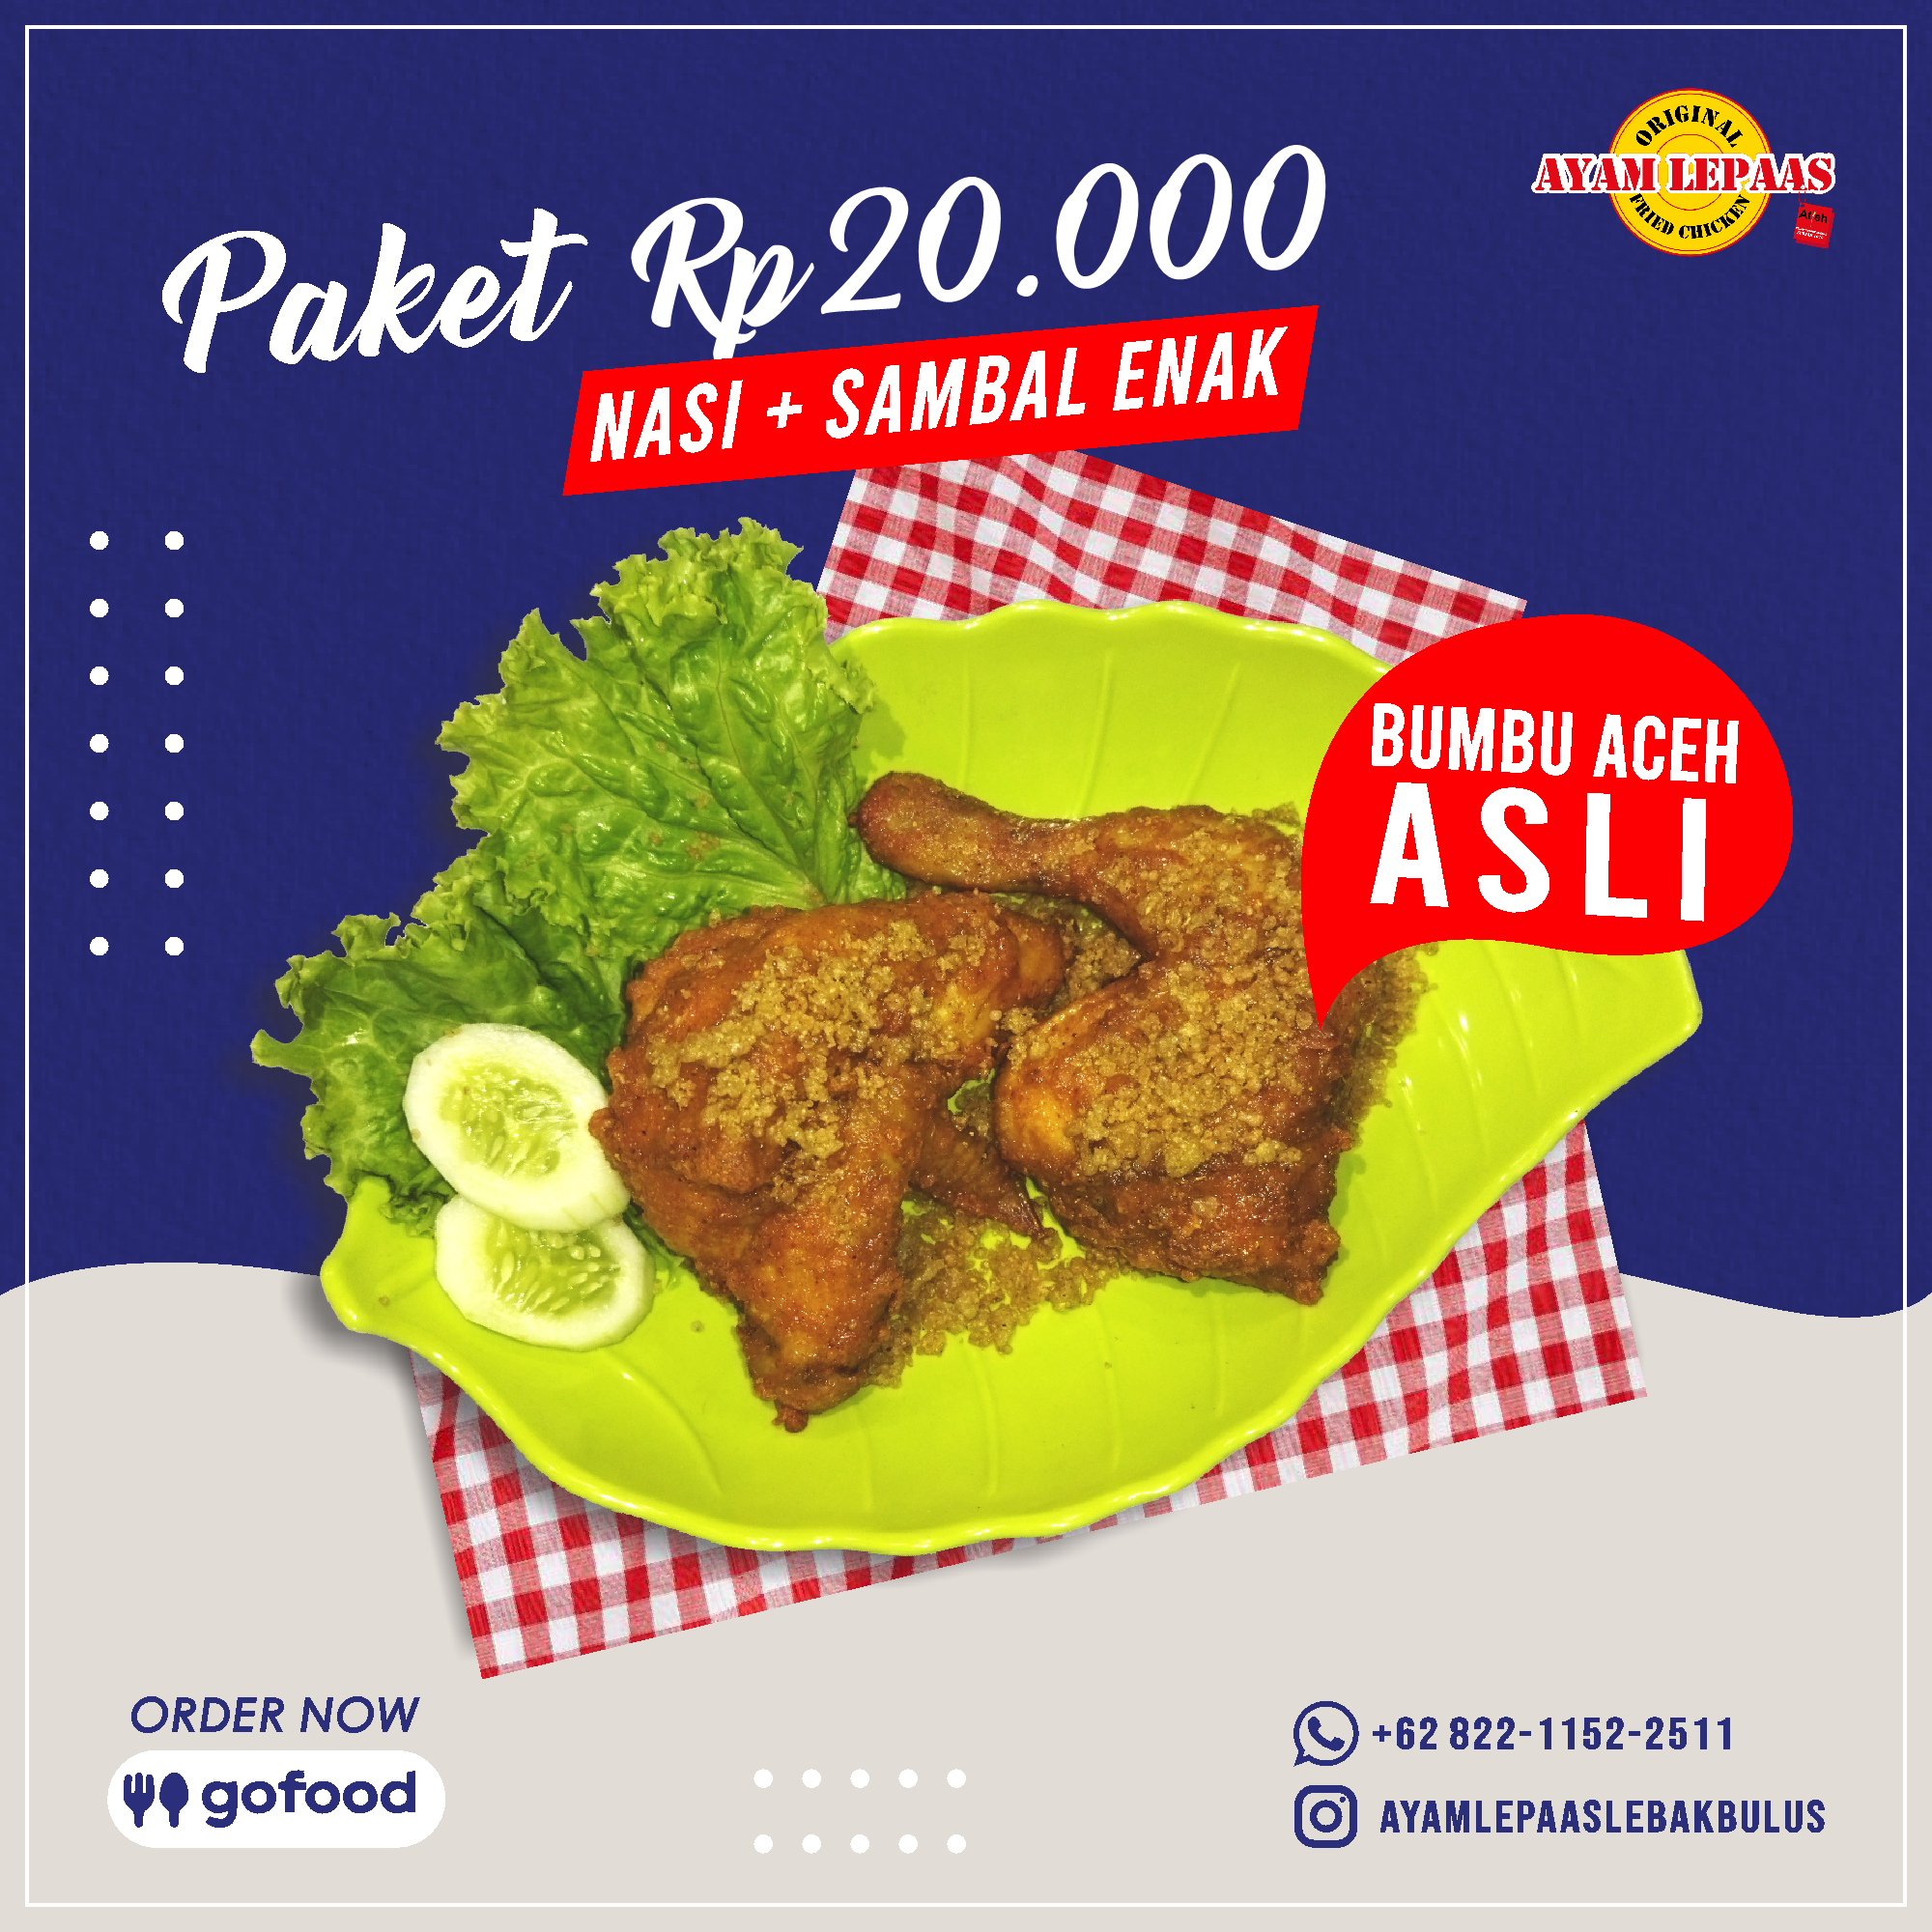 ORIGINAL
AYAM LEPAAS
FRIED CHICKEN
Paket Rp20.000
NASI + SAMBAL ENAK
BUMBU ACEH
ASLI
ORDER NOW
gofood
+62 822-1152-2511
AYAMLEPAASLEBAKBULUS